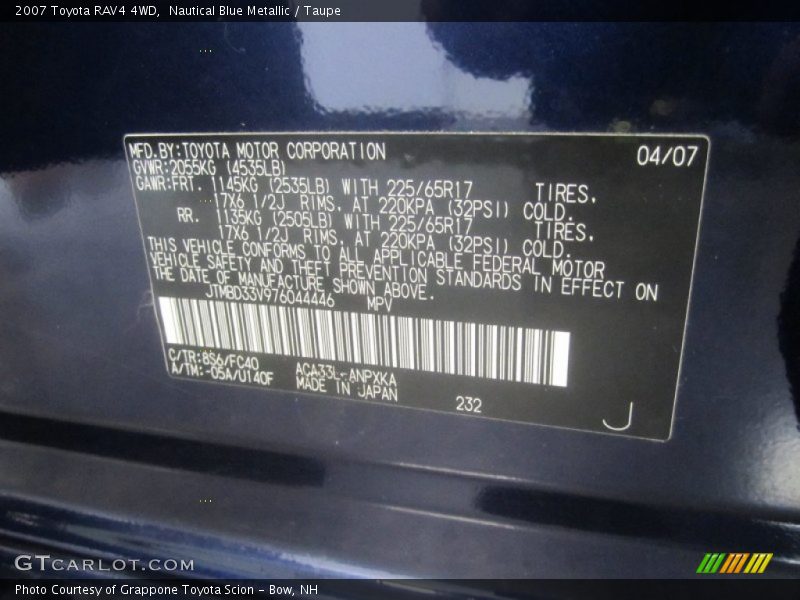 2007 Toyota RAV4 4WD,  Nautical Blue Metallic / Taupe
MFD.BY:TOYOTA MOTOR CORPORATION 04/07
GVWR:2055KG (4535LB)
GAWR:FRT. 1145KG (2535LB) WITH 225/65R17 TIRES,
17X6 1/2J RIMS, AT 220KPA (32PSI) COLD.
RR. 1135KG (2505LB) WITH 225/65R17 TIRES,
17X6 1/2J RIMS, AT 220KPA (32PSI) COLD.
THIS VEHICLE CONFORMS TO ALL APPLICABLE FEDERAL MOTOR
VEHICLE SAFETY AND THEFT PREVENTION STANDARDS IN EFFECT ON
THE DATE OF MANUFACTURE SHOWN ABOVE.
JTMBD33V976044446 MPV
C/TR:8S6/FC40 ACA33L-ANPXKA
A/TM:-05A/U140F MADE IN JAPAN 232 J
GTCARLOT.COM
Photo Courtesy of Grappone Toyota Scion - Bow, NH